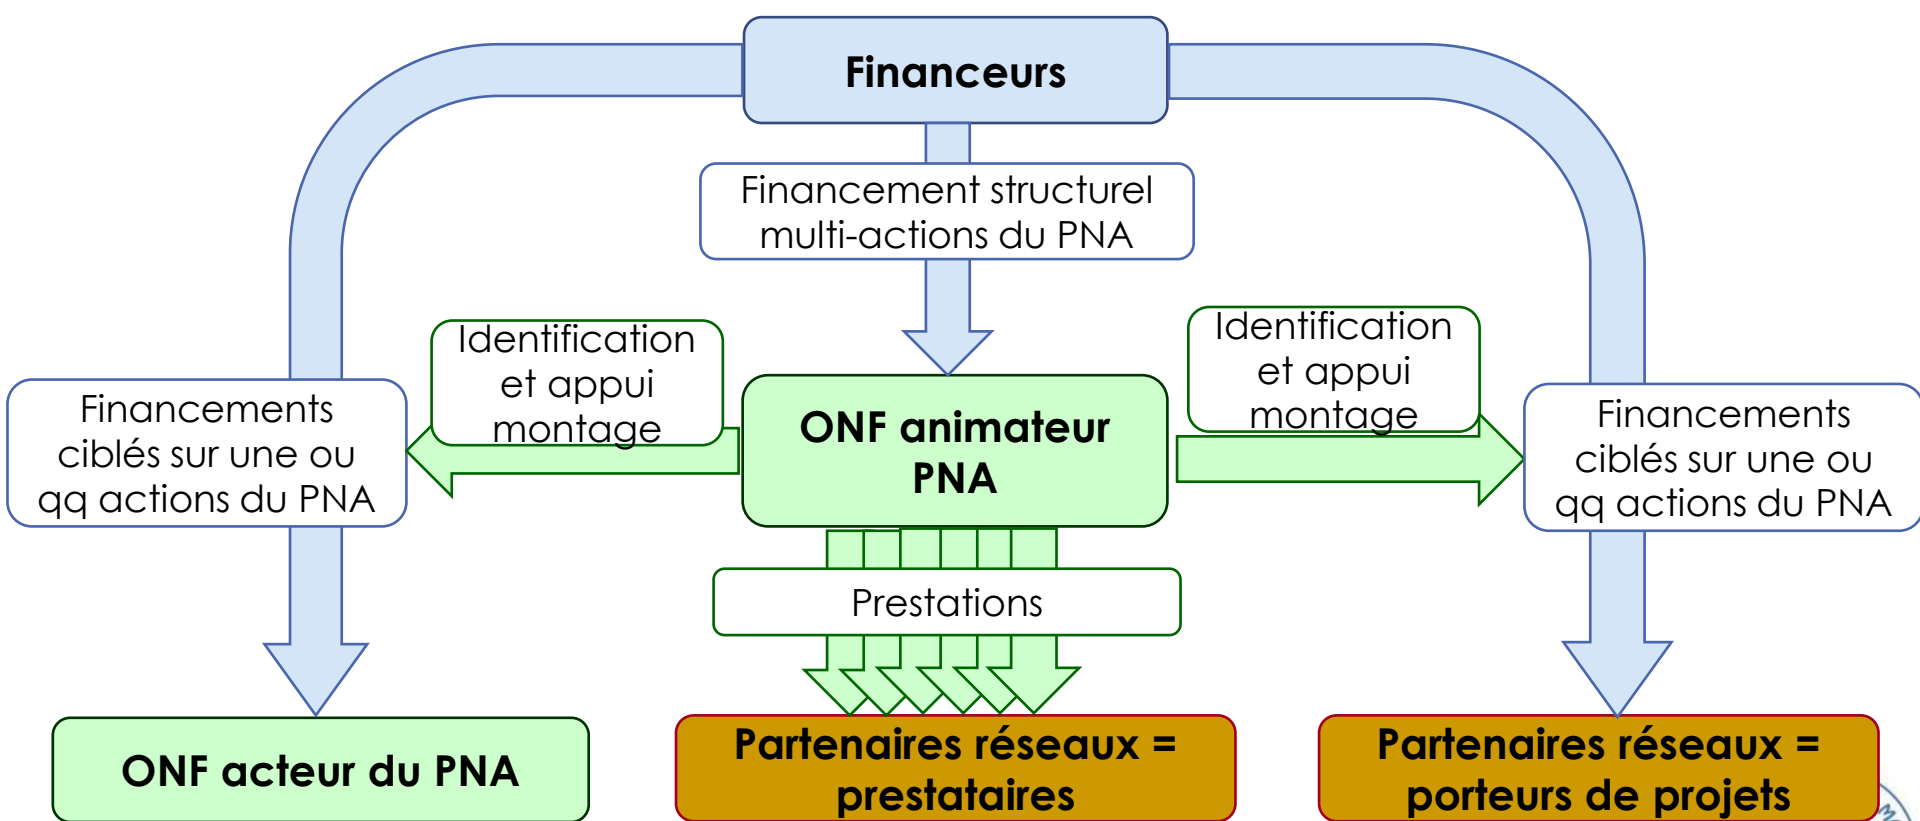 Financeurs
Financement structurel
multi-actions du PNA
Identification
et appui
montage
Identification
et appui
montage
Financements
ciblés sur une ou
qq actions du PNA
ONF animateur
PNA
Financements
ciblés sur une ou
qq actions du PNA
Prestations
ONF acteur du PNA
Partenaires réseaux =
prestataires
Partenaires réseaux =
porteurs de projets